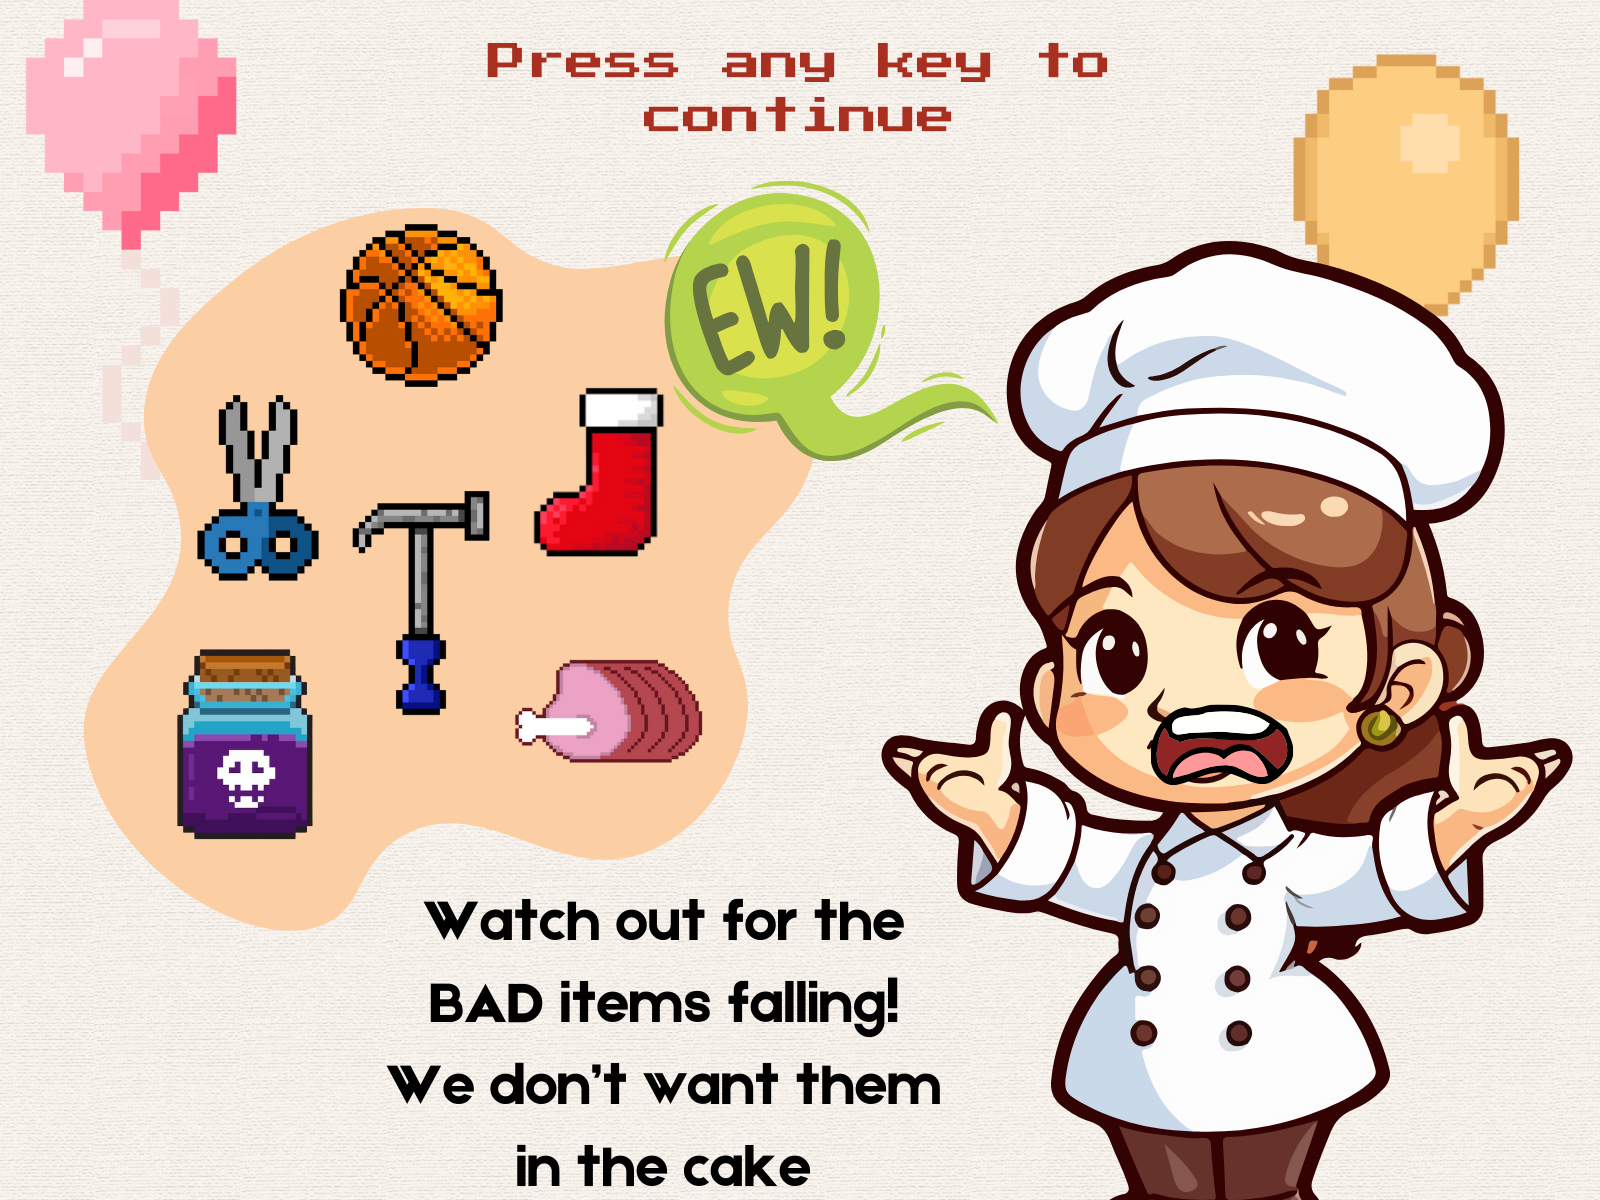 Press any key to
continue
EW!
Watch out for the
BAD items falling!
We don't want them
in the cake